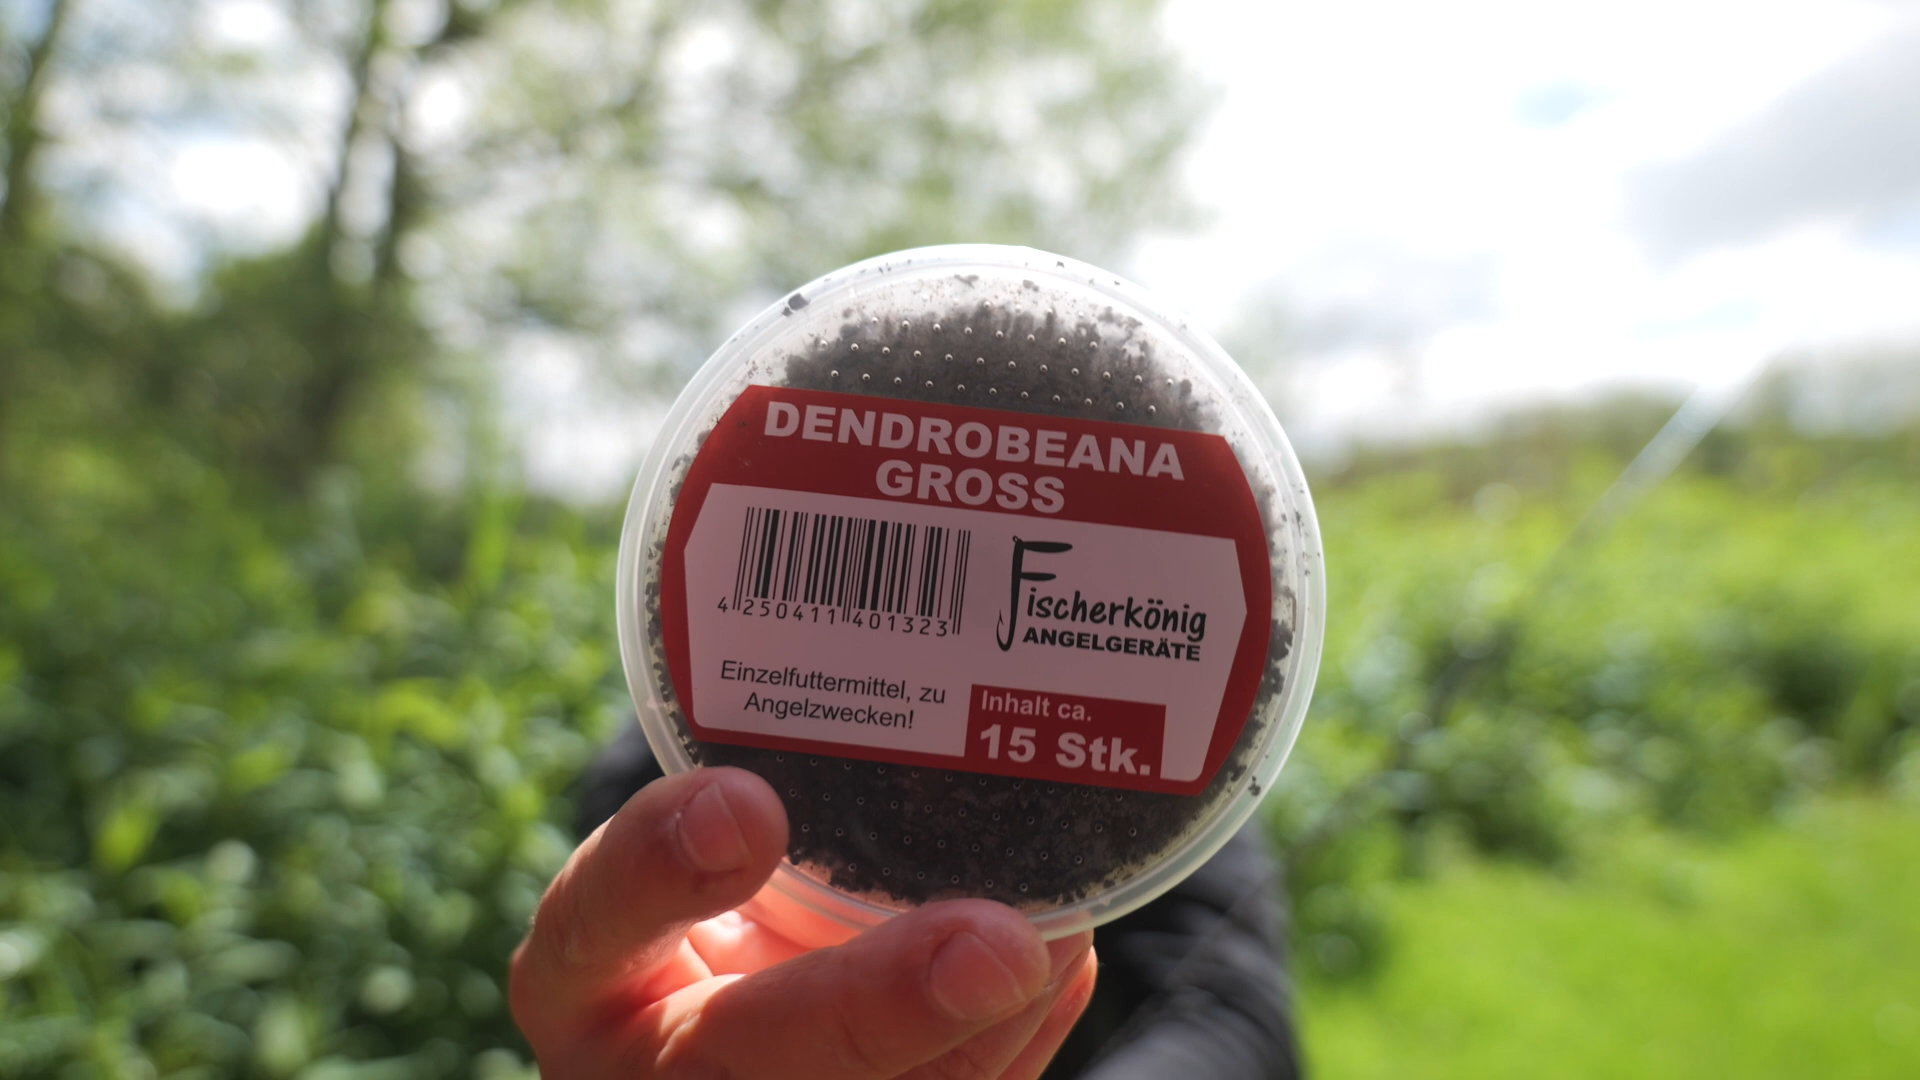 DENDROBEANA
GROSS
4 250411 401323
Fischerkönig
ANGELGERÄTE
Einzelfuttermittel, zu
Angelzwecken!
Inhalt ca.
15 Stk.